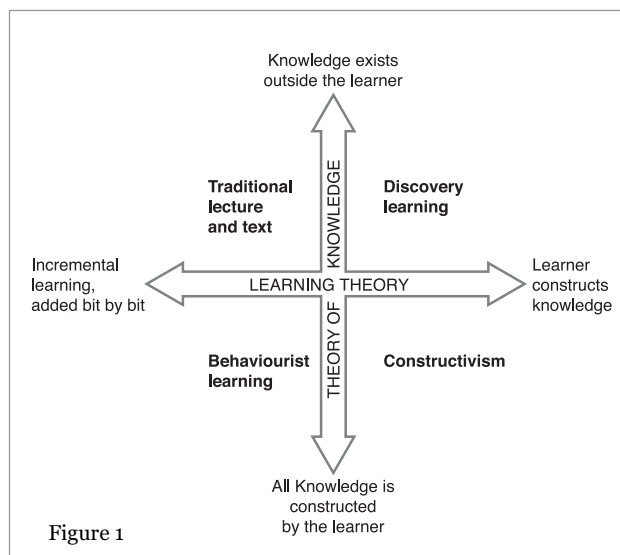 Knowledge exists
outside the learner
Traditional
lecture
and text
Discovery
learning
KNOWLEDGE
Incremental
learning,
added bit by bit
LEARNING THEORY
Learner
constructs
knowledge
THEORY OF
Behaviourist
learning
Constructivism
All Knowledge is
constructed
by the learner
Figure 1